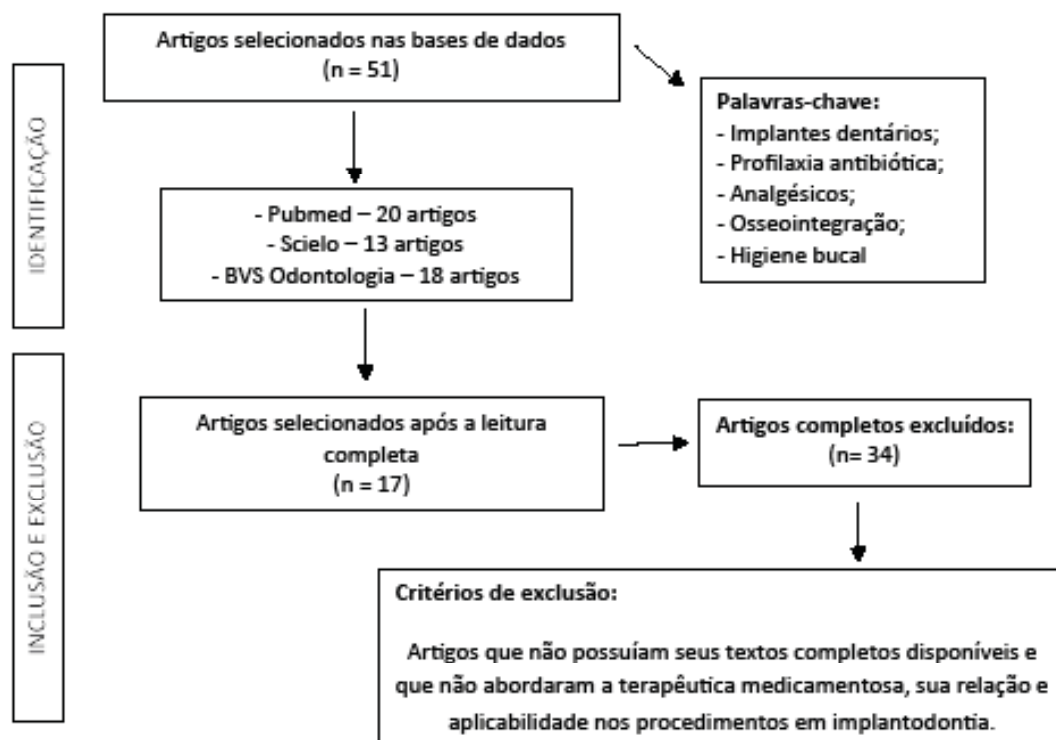 Artigos selecionados nas bases de dados
(n = 51)
Palavras-chave:
- Implantes dentários;
- Profilaxia antibiótica;
- Analgésicos;
- Osseointegração;
- Higiene bucal
IDENTIFICAÇÃO
- Pubmed – 20 artigos
- Scielo – 13 artigos
- BVS Odontologia – 18 artigos
INCLUSÃO E EXCLUSÃO
Artigos selecionados após a leitura
completa
(n = 17)
Artigos completos excluídos:
(n= 34)
Critérios de exclusão:
Artigos que não possuíam seus textos completos disponíveis e
que não abordaram a terapêutica medicamentosa, sua relação e
aplicabilidade nos procedimentos em implantodontia.